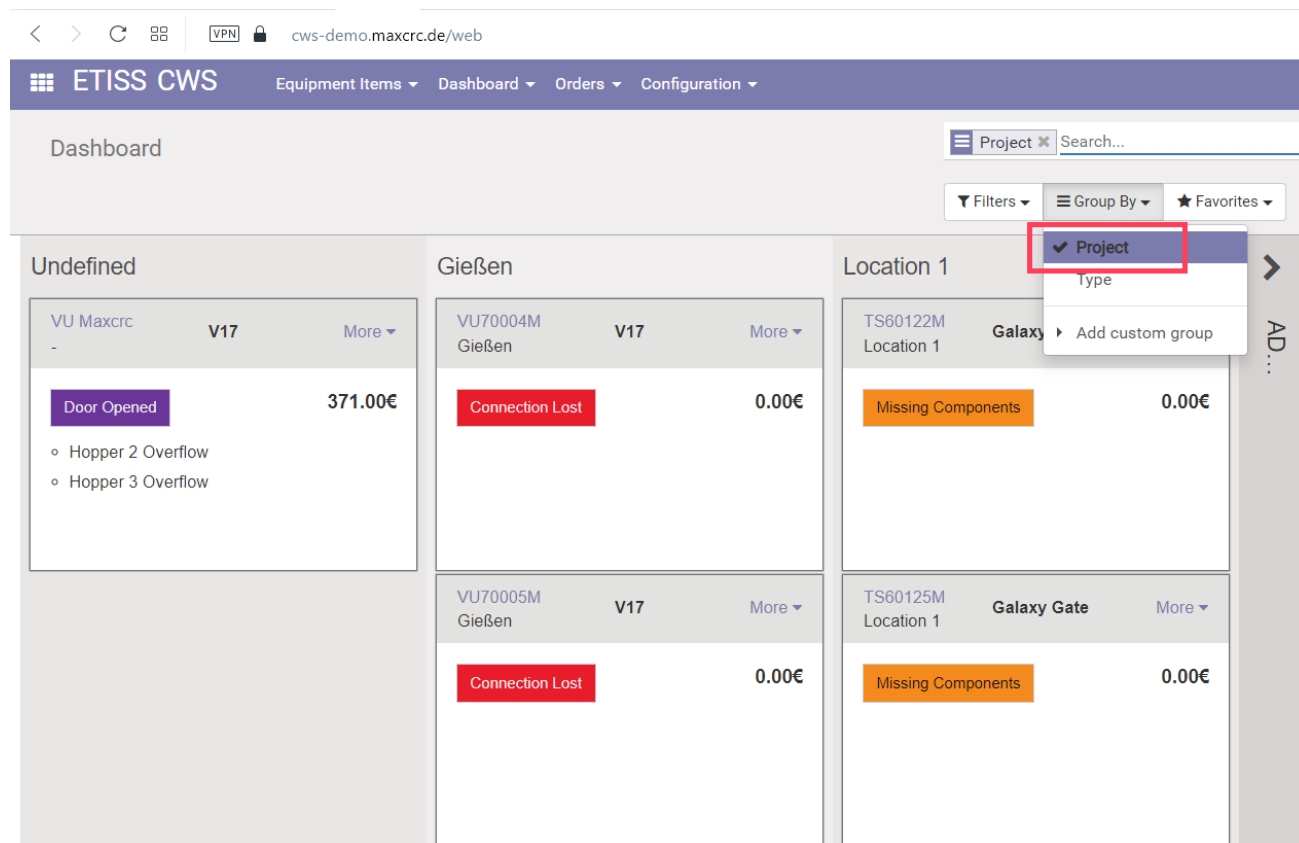 VPN cws-demo.maxcrc.de/web
ETISS CWS Equipment Items Dashboard Orders Configuration
Dashboard
Project Search...
Filters Group By Favorites
Project
Type
Add custom group
Undefined
Gießen
Location 1
AD...
VU Maxcrc V17 More
-
Door Opened 371.00€
Hopper 2 Overflow
Hopper 3 Overflow
VU70004M V17 More
Gießen
Connection Lost 0.00€
TS60122M Galaxy
Location 1
Missing Components 0.00€
VU70005M V17 More
Gießen
Connection Lost 0.00€
TS60125M Galaxy Gate More
Location 1
Missing Components 0.00€